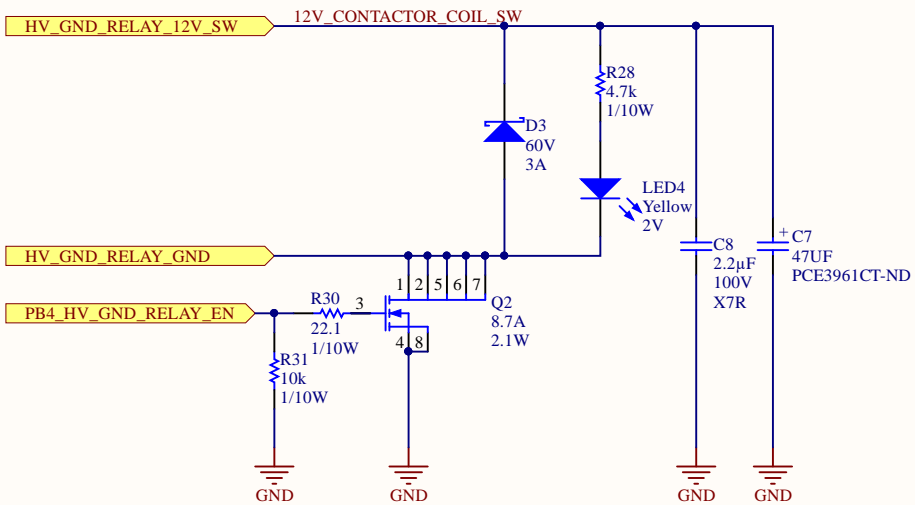 12V_CONTACTOR_COIL_SW
HV_GND_RELAY_12V_SW
R28
4.7k
1/10W
D3
60V
3A
LED4
Yellow
2V
C8
2.2µF
100V
X7R
+ C7
47UF
PCE3961CT-ND
HV_GND_RELAY_GND
1 2 5 6 7
Q2
8.7A
2.1W
PB4_HV_GND_RELAY_EN
R30
22.1
1/10W
3
4 8
R31
10k
1/10W
GND
GND
GND
GND